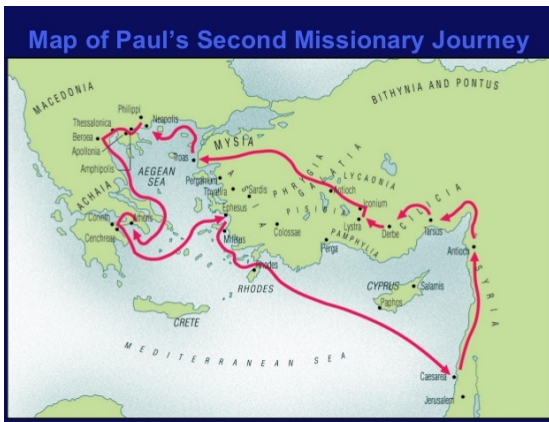 Map of Paul's Second Missionary Journey
MACEDONIA
BITHYNIA AND PONTUS
Philippi
Neapolis
Thessalonica
Beroea
Apollonia
Amphipolis
MYSIA
Troas
AEGEAN
SEA
ACHAIA
Pergamum
Thyatira
Sardis
ASIA
PHRYGIA
GALATIA
Antioch
LYCAONIA
Iconium
PISIDIA
CILICIA
Ephesus
Corinth
Athens
Cenchreae
Miletus
Colossae
Lystra
Derbe
Tarsus
PAMPHYLIA
Perga
Antioch
SYRIA
Rhodes
RHODES
CYPRUS
Salamis
Paphos
CRETE
MEDITERRANEAN SEA
Caesarea
Jerusalem